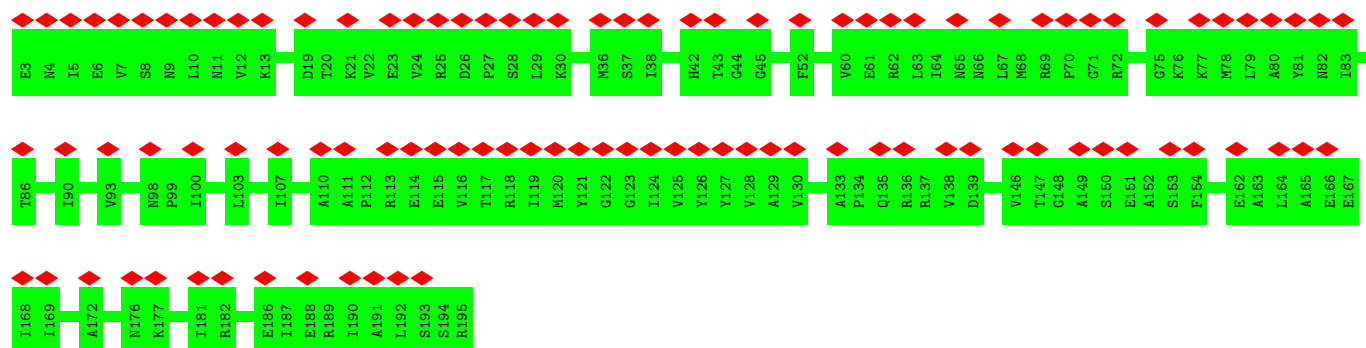 E3 N4 I5 E6 V7 S8 N9 L10 N11 V12 K13 D19 T20 K21 V22 E23 V24 R25 D26 P27 S28 L29 K30 M36 S37 I38 H42 T43 G44 G45 F52 V60 E61 R62 L63 I64 N65 N66 L67 M68 R69 P70 G71 R72 G75 K76 K77 M78 L79 A80 Y81 N82 I83
T86 I90 V93 N98 P99 I100 L103 I107 A110 A111 P112 R113 E114 E115 V116 T117 R118 I119 M120 Y121 G122 G123 I124 V125 Y126 Y127 V128 A129 V130 A133 P134 Q135 R136 R137 V138 D139 V146 T147 G148 A149 S150 E151 A152 S153 F154 E162 A163 L164 A165 E166 E167
I168 I169 A172 N176 K177 I181 R182 E186 I187 E188 R189 I190 A191 L192 S193 S194 R195